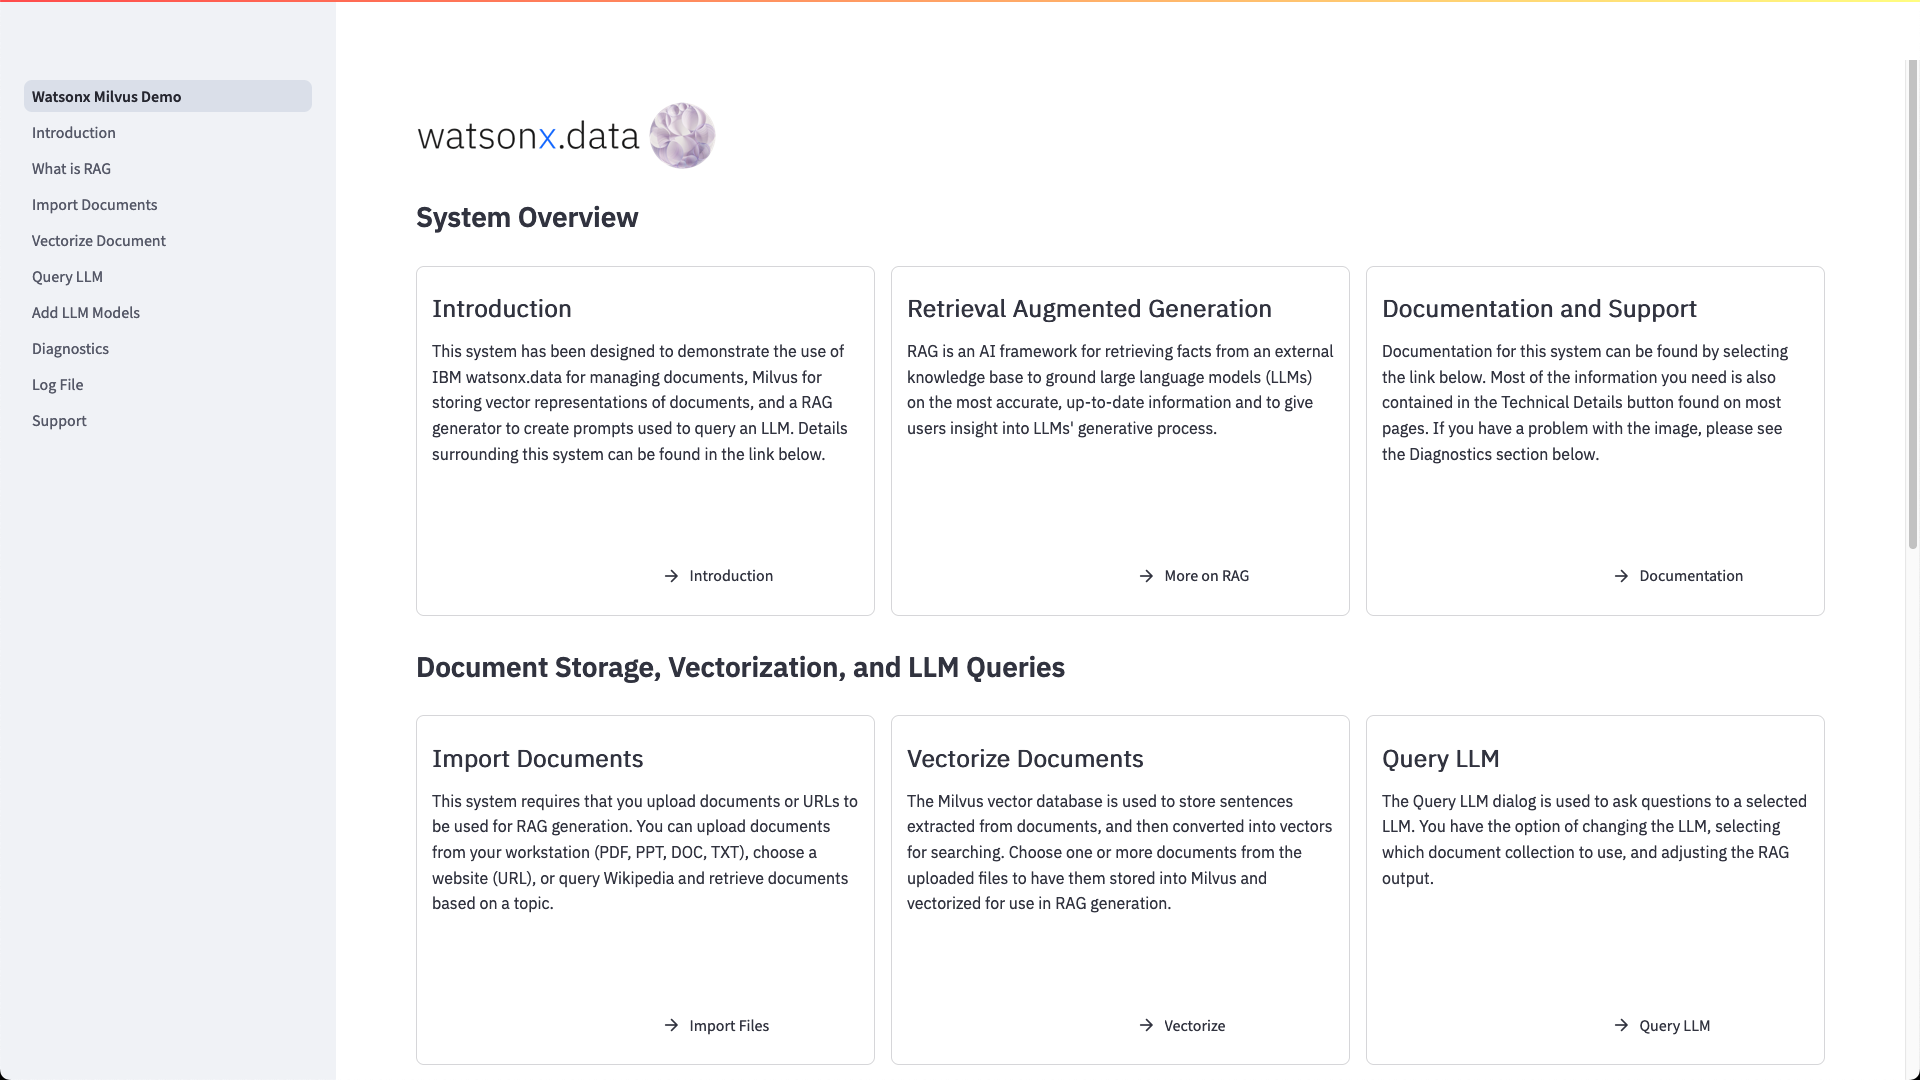 Watsonx Milvus Demo
Introduction
What is RAG
Import Documents
Vectorize Document
Query LLM
Add LLM Models
Diagnostics
Log File
Support
watsonx.data
System Overview
Introduction
This system has been designed to demonstrate the use of
IBM watsonx.data for managing documents, Milvus for
storing vector representations of documents, and a RAG
generator to create prompts used to query an LLM. Details
surrounding this system can be found in the link below.
→ Introduction
Retrieval Augmented Generation
RAG is an AI framework for retrieving facts from an external
knowledge base to ground large language models (LLMs)
on the most accurate, up-to-date information and to give
users insight into LLMs' generative process.
→ More on RAG
Documentation and Support
Documentation for this system can be found by selecting
the link below. Most of the information you need is also
contained in the Technical Details button found on most
pages. If you have a problem with the image, please see
the Diagnostics section below.
→ Documentation
Document Storage, Vectorization, and LLM Queries
Import Documents
This system requires that you upload documents or URLs to
be used for RAG generation. You can upload documents
from your workstation (PDF, PPT, DOC, TXT), choose a
website (URL), or query Wikipedia and retrieve documents
based on a topic.
→ Import Files
Vectorize Documents
The Milvus vector database is used to store sentences
extracted from documents, and then converted into vectors
for searching. Choose one or more documents from the
uploaded files to have them stored into Milvus and
vectorized for use in RAG generation.
→ Vectorize
Query LLM
The Query LLM dialog is used to ask questions to a selected
LLM. You have the option of changing the LLM, selecting
which document collection to use, and adjusting the RAG
output.
→ Query LLM